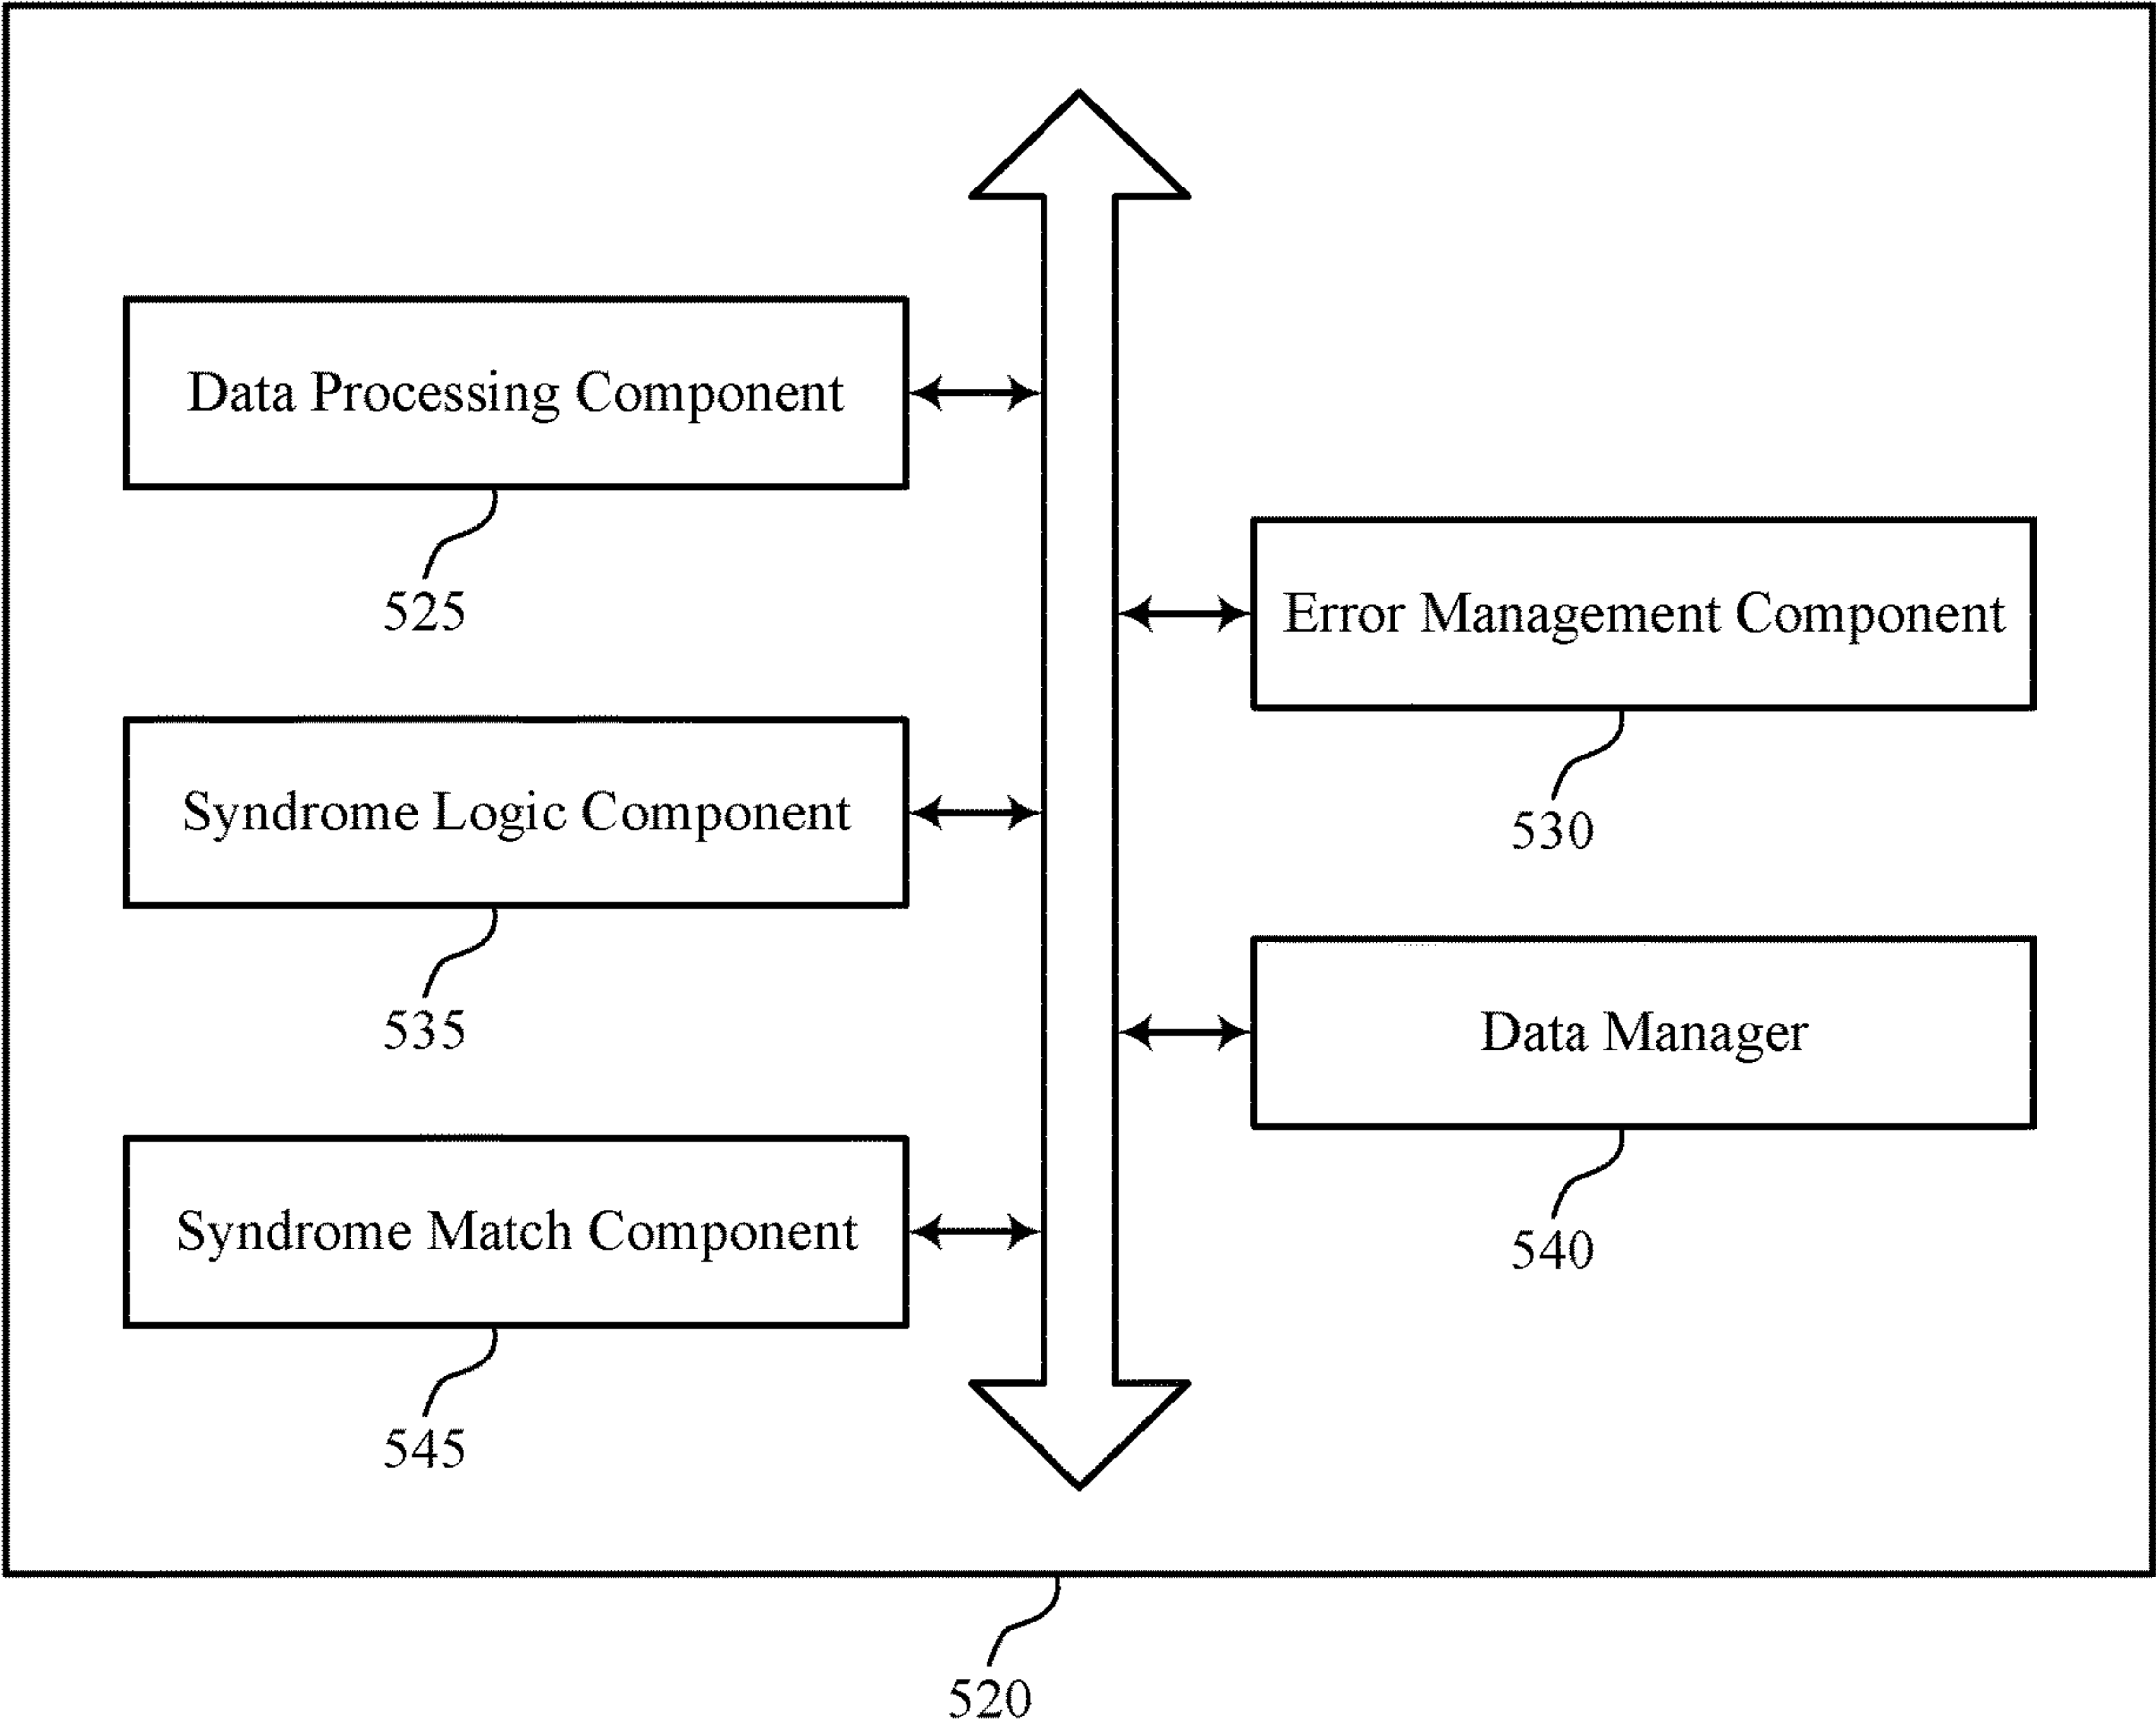 Data Processing Component
525
Error Management Component
530
Syndrome Logic Component
535
Data Manager
540
Syndrome Match Component
545
520